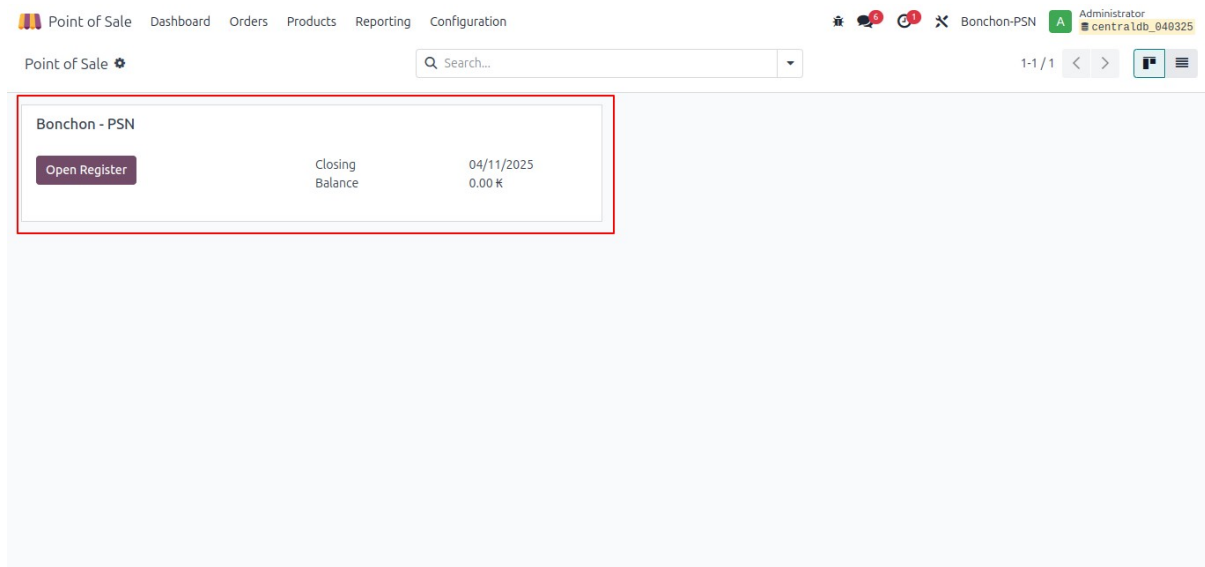 Point of Sale Dashboard Orders Products Reporting Configuration 6 1 Bonchon-PSN A Administrator
centraldb_040325
Point of Sale Search... 1-1 / 1
Bonchon - PSN
Open Register
Closing 04/11/2025
Balance 0.00 ₭